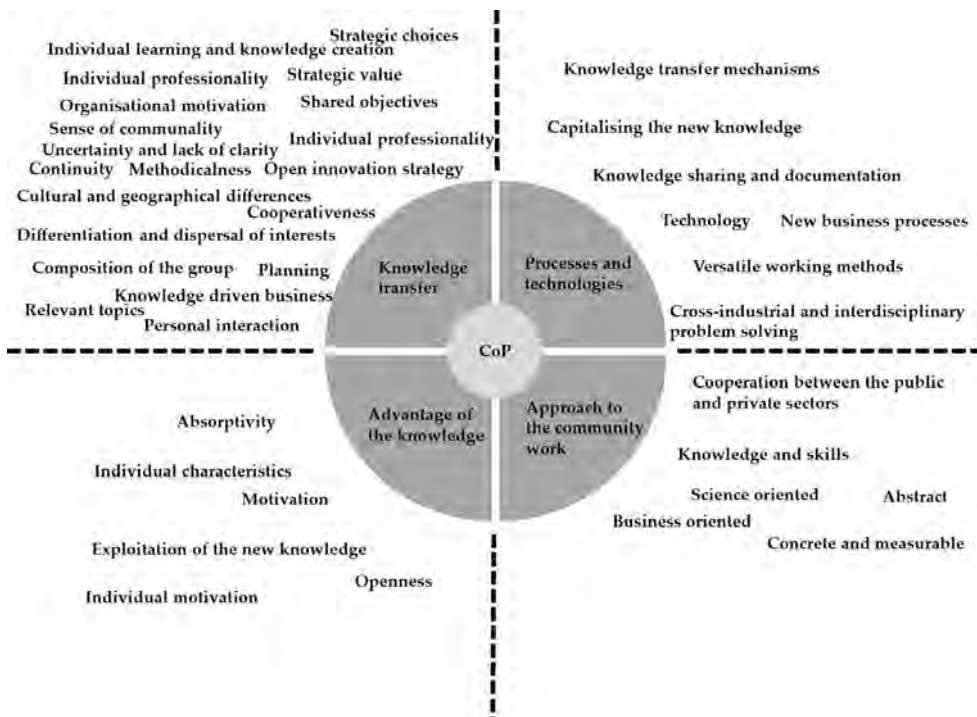 Strategic choices
Individual learning and knowledge creation
Individual professionality
Strategic value
Organisational motivation
Shared objectives
Sense of communality
Individual professionality
Uncertainty and lack of clarity
Continuity
Methodicalness
Open innovation strategy
Cultural and geographical differences
Cooperativeness
Differentiation and dispersal of interests
Composition of the group
Planning
Knowledge driven business
Relevant topics
Personal interaction
Knowledge transfer mechanisms
Capitalising the new knowledge
Knowledge sharing and documentation
Technology
New business processes
Versatile working methods
Cross-industrial and interdisciplinary
problem solving
Knowledge
transfer
Processes and
technologies
CoP
Advantage of
the knowledge
Approach to
the community
work
Absorptivity
Individual characteristics
Motivation
Exploitation of the new knowledge
Openness
Individual motivation
Cooperation between the public
and private sectors
Knowledge and skills
Science oriented
Abstract
Business oriented
Concrete and measurable